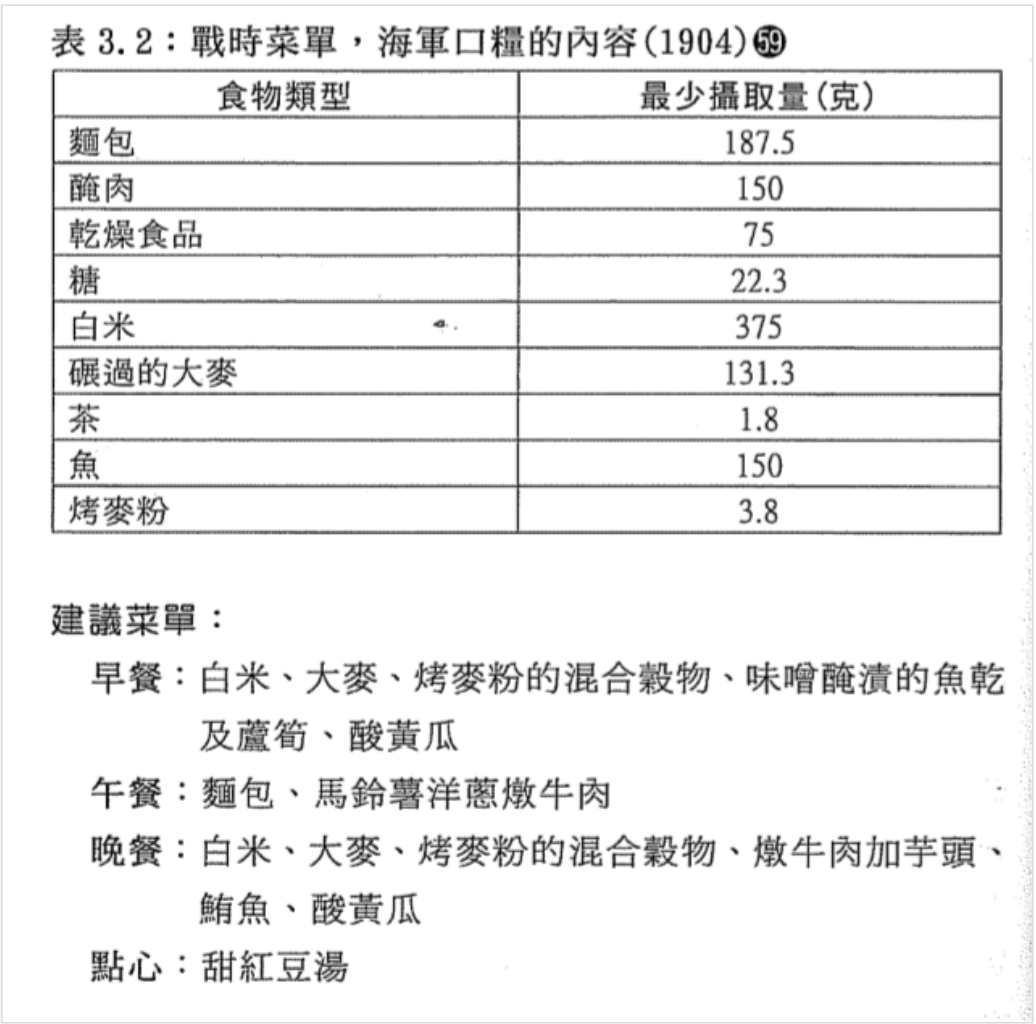 表 3.2：戰時菜單，海軍口糧的內容(1904)59
食物類型 最少攝取量(克)
麵包 187.5
醃肉 150
乾燥食品 75
糖 22.3
白米 375
碾過的大麥 131.3
茶 1.8
魚 150
烤麥粉 3.8
建議菜單：
早餐：白米、大麥、烤麥粉的混合穀物、味噌醃漬的魚乾
及蘆筍、酸黃瓜
午餐：麵包、馬鈴薯洋蔥燉牛肉
晚餐：白米、大麥、烤麥粉的混合穀物、燉牛肉加芋頭、
鮪魚、酸黃瓜
點心：甜紅豆湯